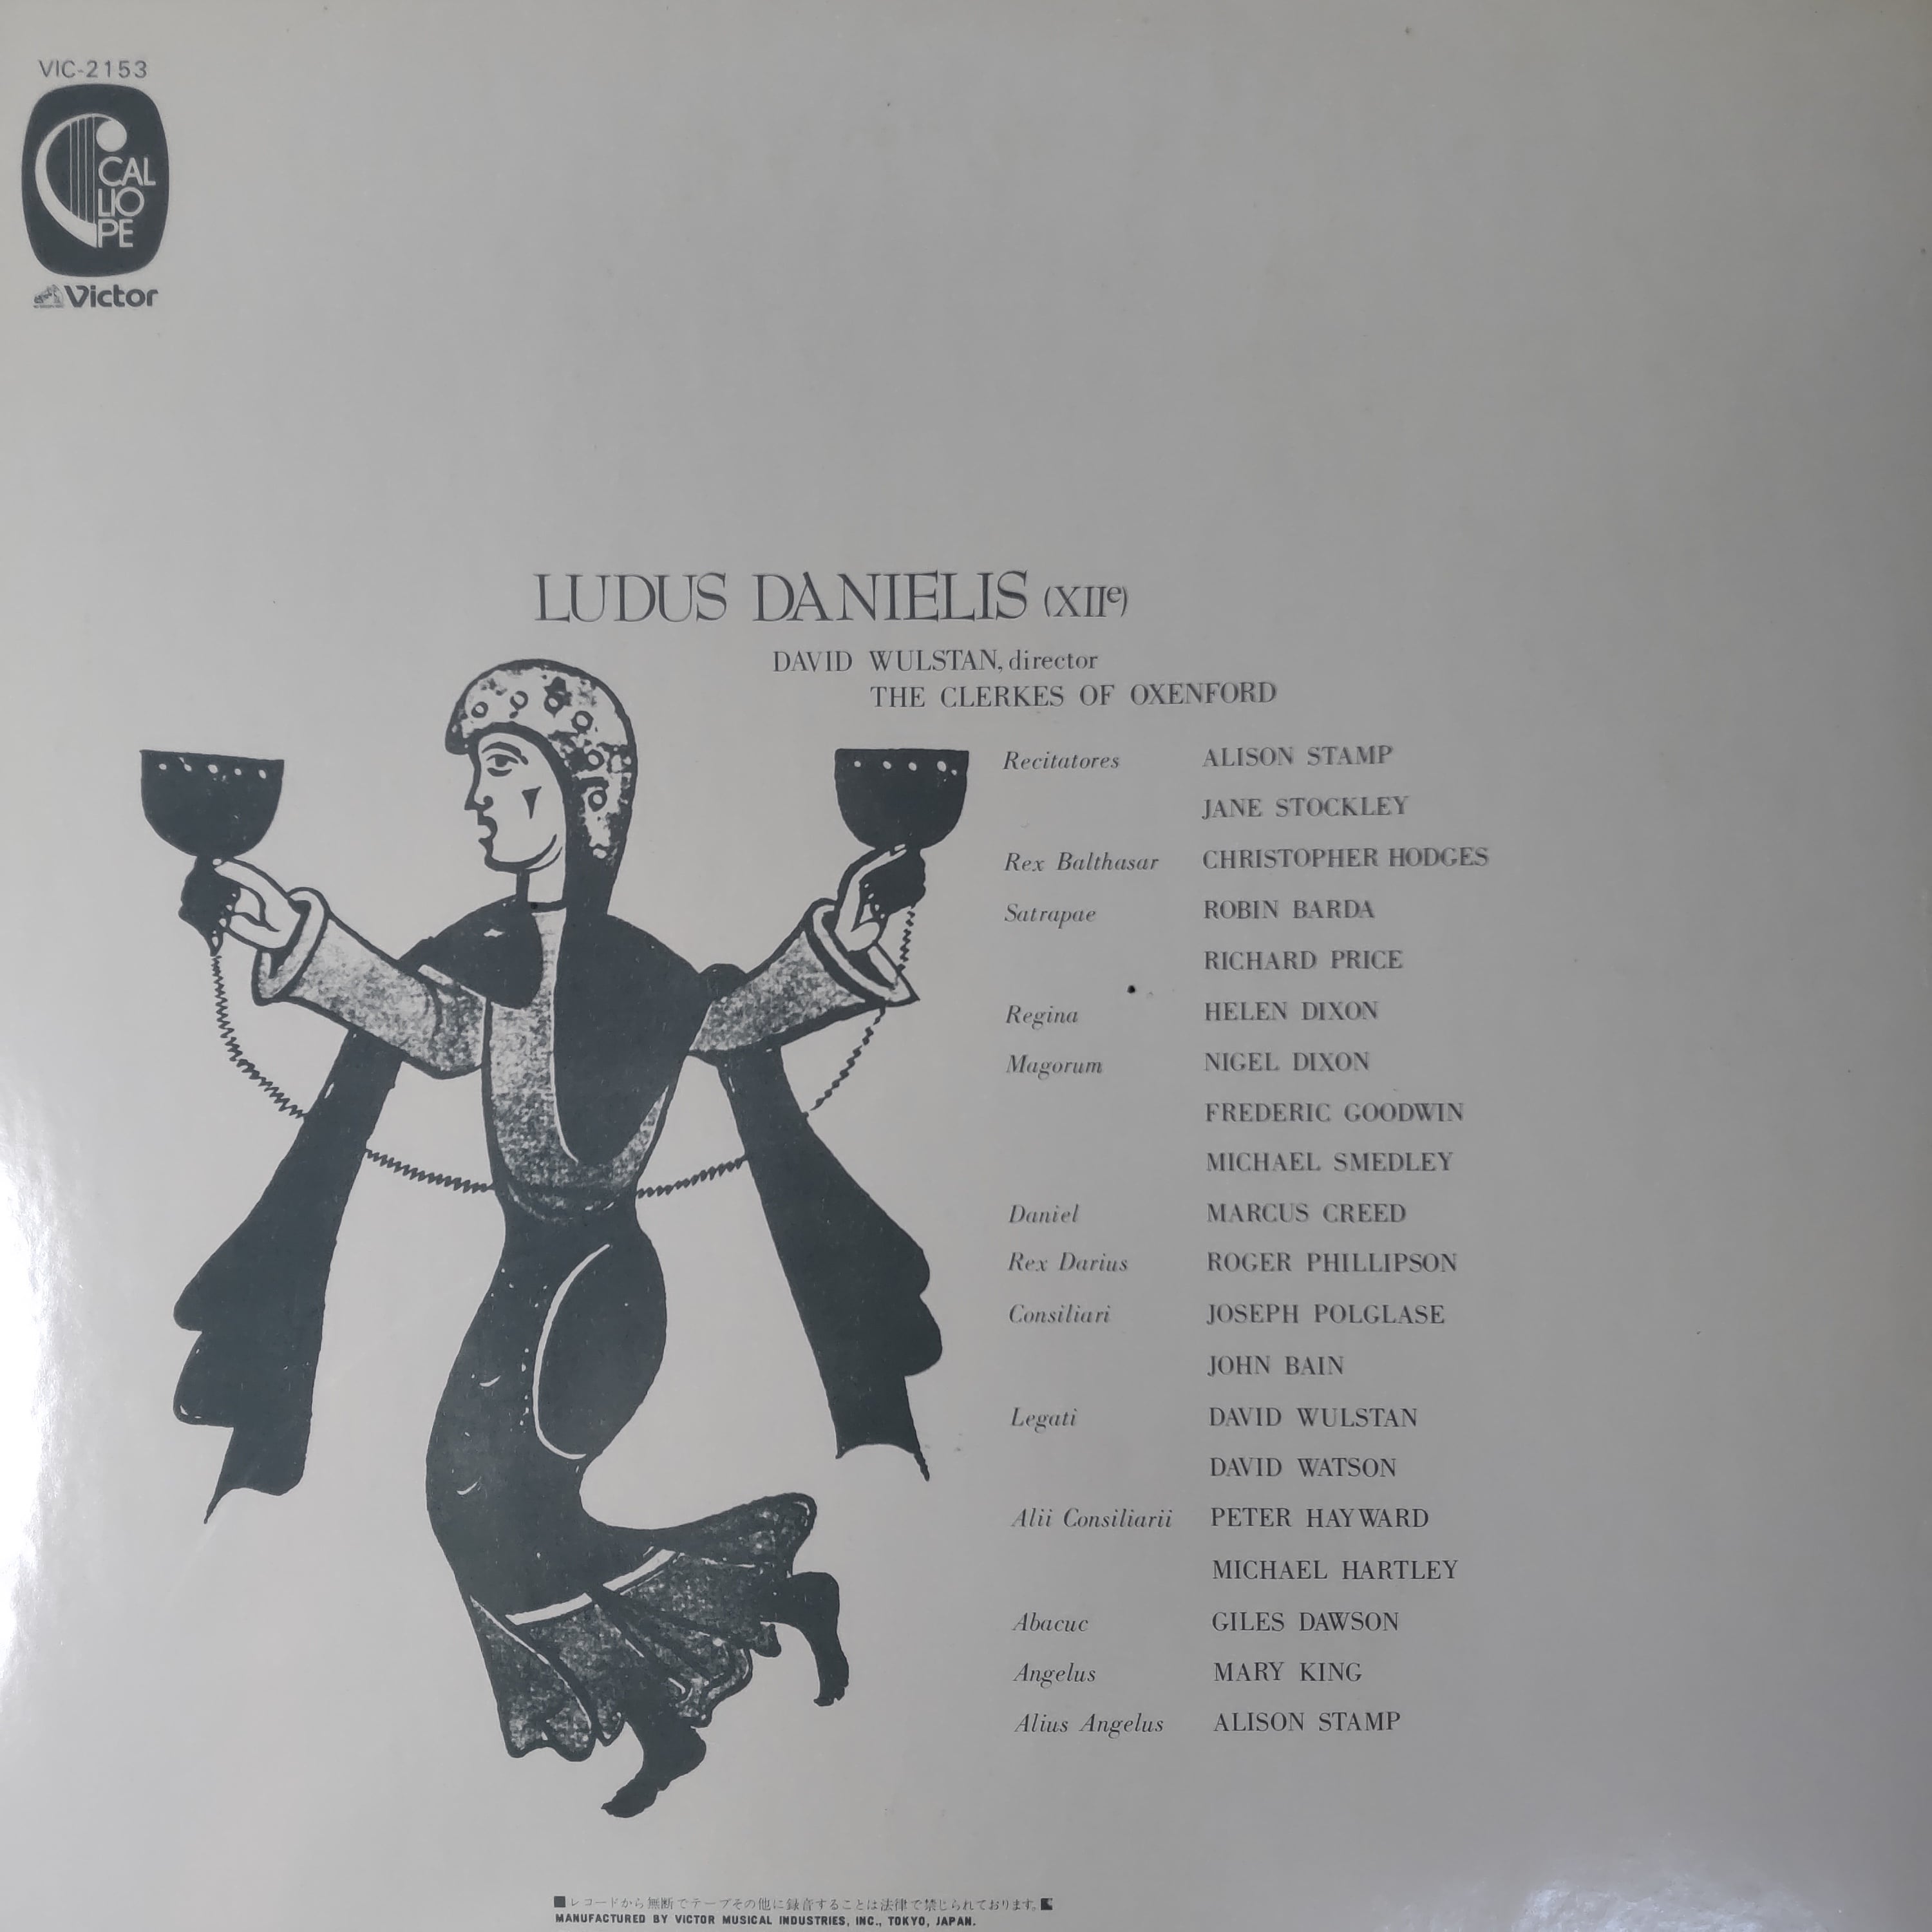 VIC-2153
CAL
LIO
PE
Victor
LUDUS DANIELIS (XIIe)
DAVID WULSTAN, director
THE CLERKES OF OXENFORD
Recitatores ALISON STAMP
JANE STOCKLEY
Rex Balthasar CHRISTOPHER HODGES
Satrapae ROBIN BARDA
RICHARD PRICE
Regina HELEN DIXON
Magorum NIGEL DIXON
FREDERIC GOODWIN
MICHAEL SMEDLEY
Daniel MARCUS CREED
Rex Darius ROGER PHILLIPSON
Consiliari JOSEPH POLGLASE
JOHN BAIN
Legati DAVID WULSTAN
DAVID WATSON
Alii Consiliarii PETER HAYWARD
MICHAEL HARTLEY
Abacuc GILES DAWSON
Angelus MARY KING
Alius Angelus ALISON STAMP
■レコードから無断でテープその他に録音することは法律で禁じられております。
MANUFACTURED BY VICTOR MUSICAL INDUSTRIES, INC., TOKYO, JAPAN.